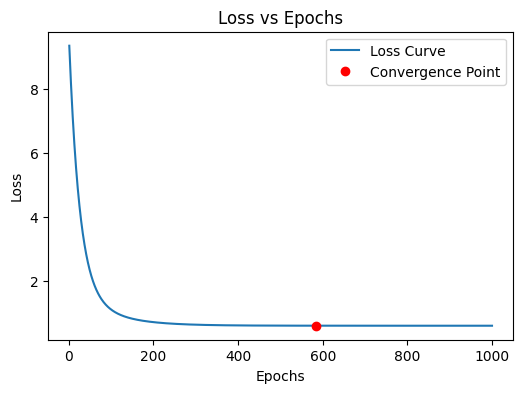 Loss vs Epochs
Loss Curve
Convergence Point
Loss
8
6
4
2
0 200 400 600 800 1000
Epochs